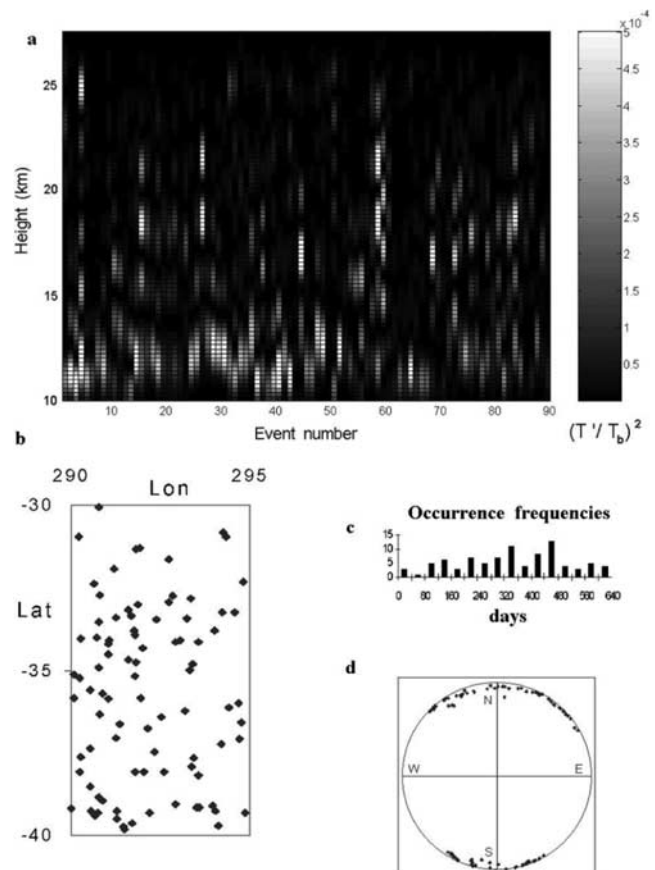 a
×10⁻⁴
5
4.5
4
3.5
3
2.5
2
1.5
1
0.5
(T'/T_b)²
Height (km)
25
20
15
10
10 20 30 40 50 60 70 80 90
Event number
b
290 295
Lon
-30
Lat
-35
-40
c
Occurrence frequencies
15
10
5
0
0 80 160 240 320 400 480 560 640
days
d
N
W E
S